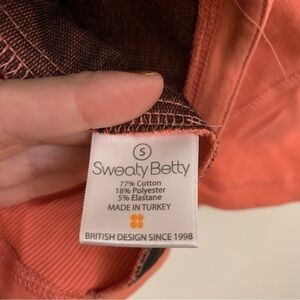 S
Sweaty Betty
77% Cotton
18% Polyester
5% Elastane
MADE IN TURKEY
BRITISH DESIGN SINCE 1998